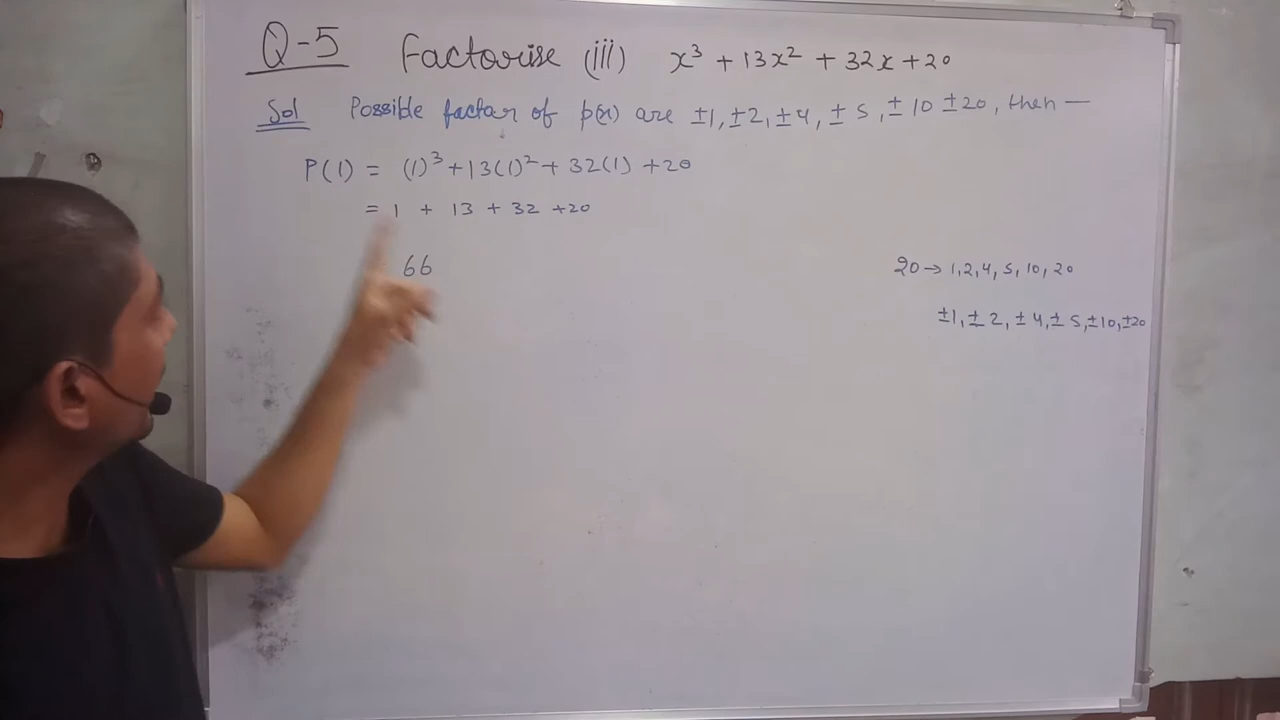 Q-5 Factorise (iii) x³ + 13x² + 32x + 20
Sol Possible factor of p(x) are ±1, ±2, ±4, ± 5, ± 10 ±20, then —
P(1) = (1)³ + 13(1)² + 32(1) + 20
= 1 + 13 + 32 + 20
66
20 → 1, 2, 4, 5, 10, 20
±1, ± 2, ± 4, ± 5, ±10, ±20